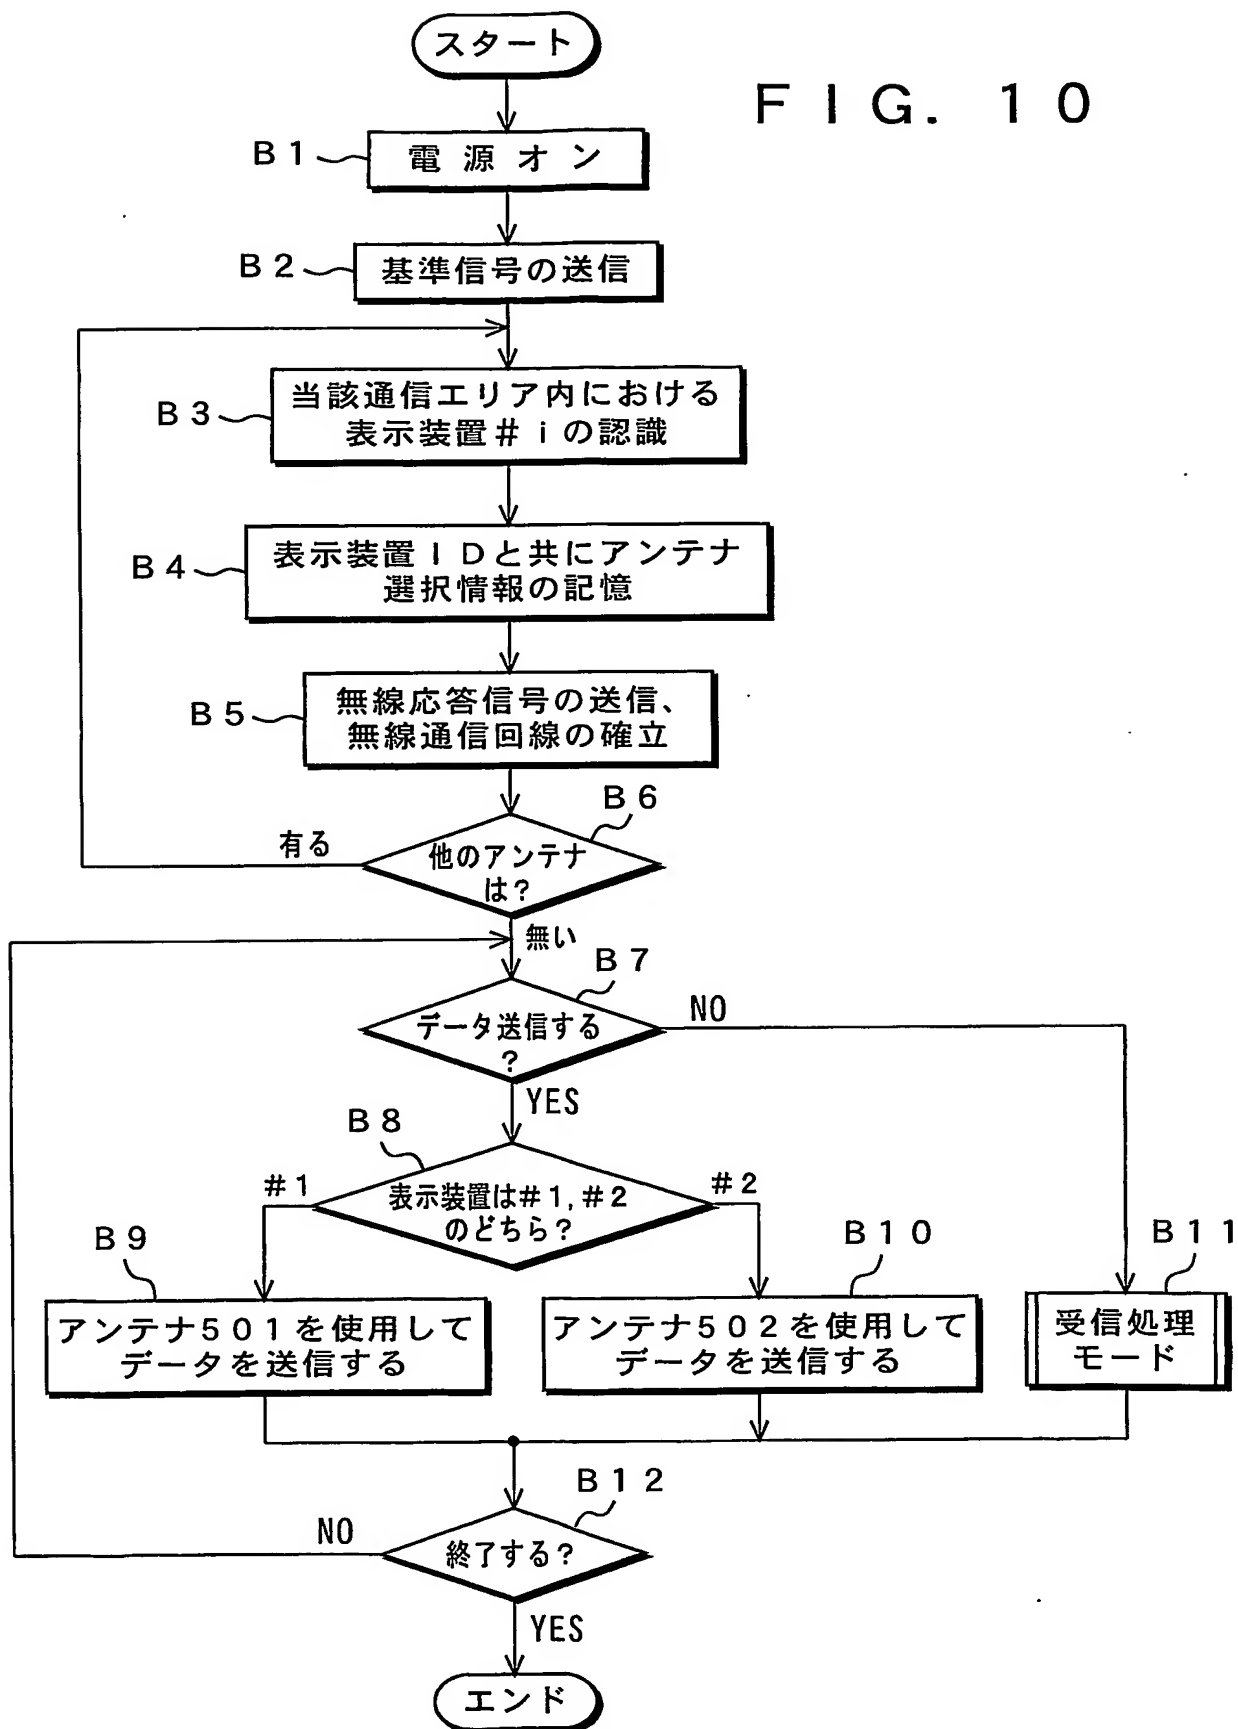 スタート
FIG. 10
B1
電源オン
B2
基準信号の送信
B3
当該通信エリア内における
表示装置#iの認識
B4
表示装置IDと共にアンテナ
選択情報の記憶
B5
無線応答信号の送信、
無線通信回線の確立
B6
有る
他のアンテナ
は?
無い
B7
データ送信する
?
NO
YES
B8
#1
表示装置は#1,#2
のどちら?
#2
B9
アンテナ501を使用して
データを送信する
B10
アンテナ502を使用して
データを送信する
B11
受信処理
モード
B12
NO
終了する?
YES
エンド